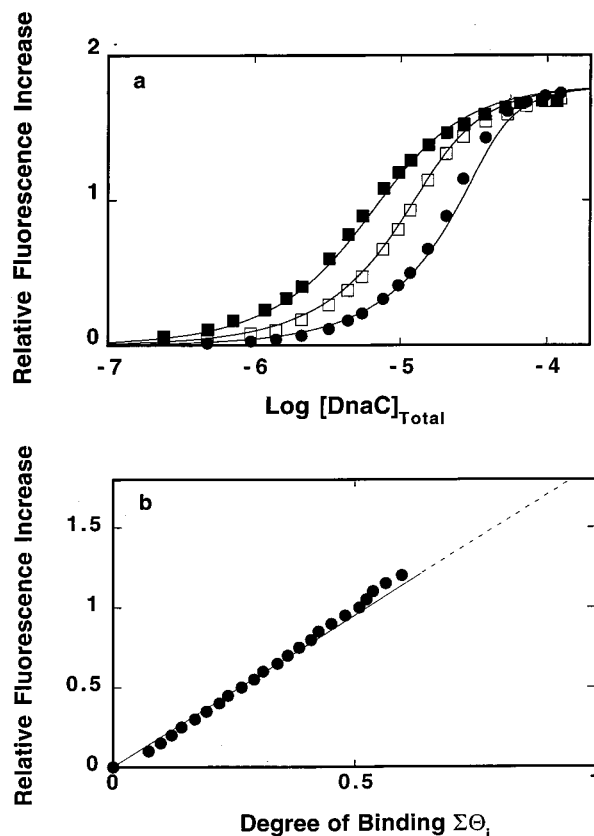 a
Relative Fluorescence Increase
2
1
0
-7
-6
-5
-4
Log [DnaC]Total
b
Relative Fluorescence Increase
1.5
1
0.5
0
0
0.5
1
Degree of Binding ΣΘi